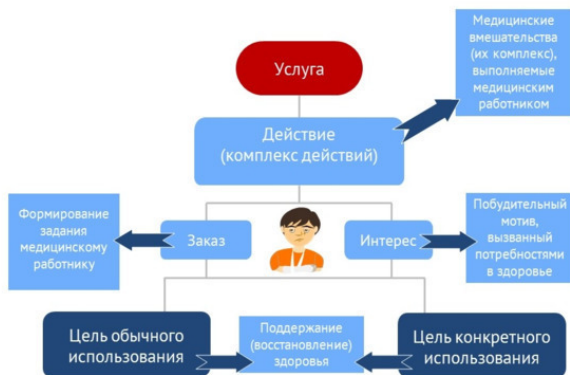 Медицинские
вмешательства
(их комплекс),
выполняемые
медицинским
работником
Услуга
Действие
(комплекс действий)
Формирование
задания
медицинскому
работнику
Заказ
Интерес
Побудительный
мотив,
вызванный
потребностями
в здоровье
Цель обычного
использования
Поддержание
(восстановление)
здоровья
Цель конкретного
использования